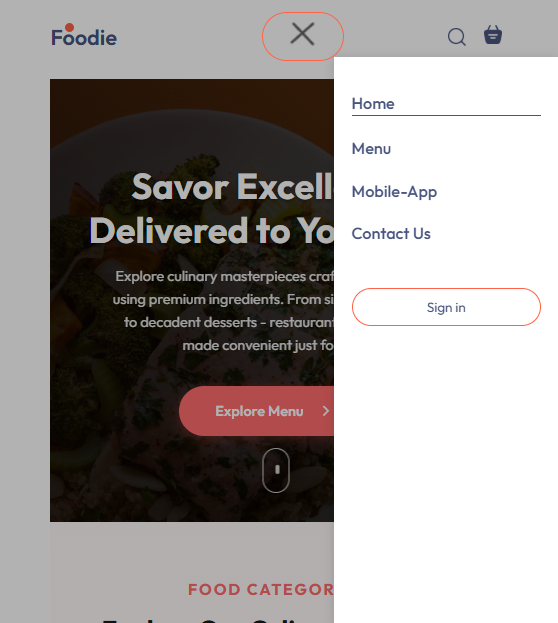 Foodie
Home
Menu
Mobile-App
Contact Us
Sign in
Savor Excell
Delivered to Yo
Explore culinary masterpieces craf
using premium ingredients. From si
to decadent desserts - restaurant
made convenient just fo
Explore Menu
FOOD CATEGOR